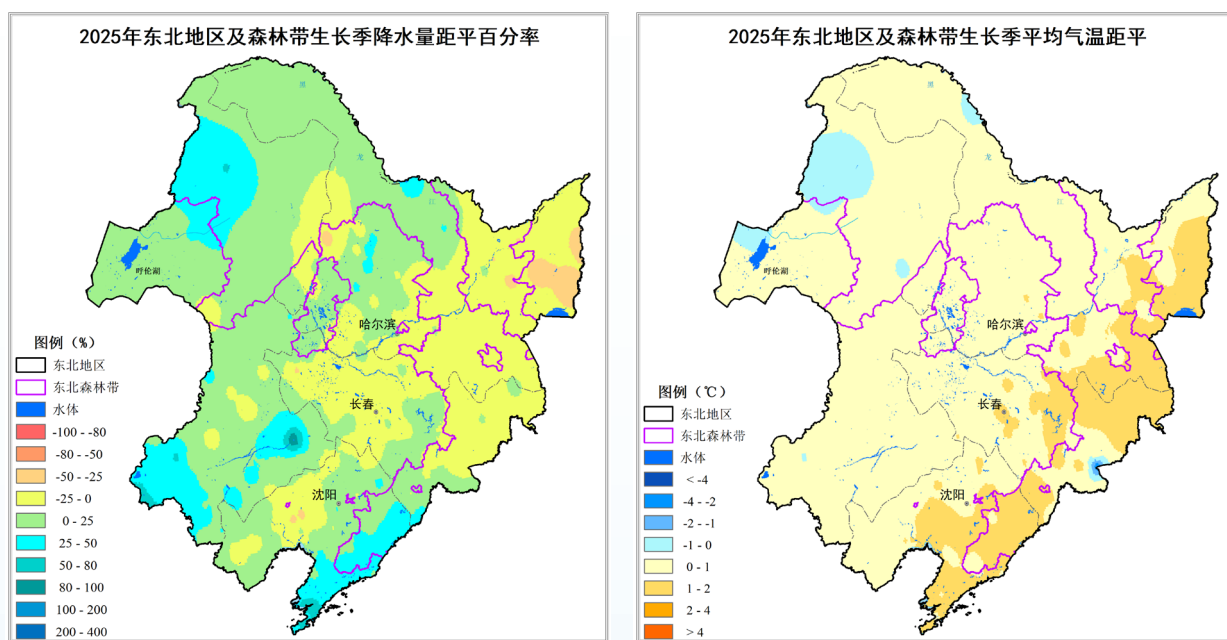 2025年东北地区及森林带生长季降水量距平百分率
黑
龙
江
呼伦湖
哈尔滨
长春
沈阳
图例（%）
东北地区
东北森林带
水体
-100 - -80
-80 - -50
-50 - -25
-25 - 0
0 - 25
25 - 50
50 - 80
80 - 100
100 - 200
200 - 400
2025年东北地区及森林带生长季平均气温距平
黑
龙
江
呼伦湖
哈尔滨
长春
沈阳
图例（℃）
东北地区
东北森林带
水体
< -4
-4 - -2
-2 - -1
-1 - 0
0 - 1
1 - 2
2 - 4
> 4